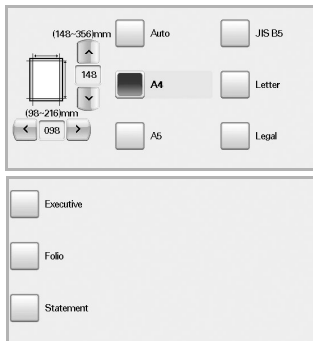 (148~356)mm
148
(98~216)mm
098
Auto
A4
A5
JIS B5
Letter
Legal
Executive
Folio
Statement